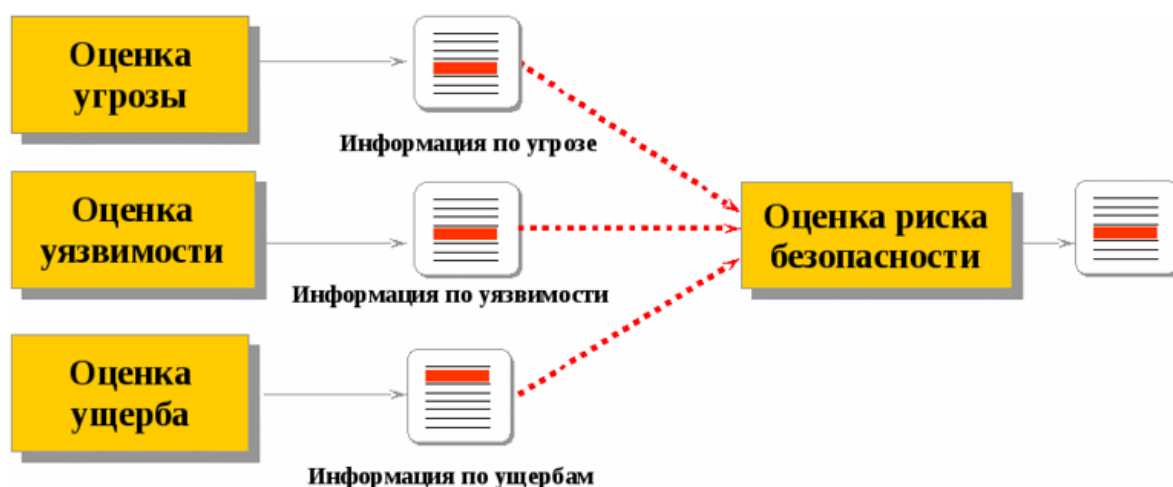 Оценка
угрозы
Информация по угрозе
Оценка
уязвимости
Информация по уязвимости
Оценка
ущерба
Информация по ущербам
Оценка риска
безопасности